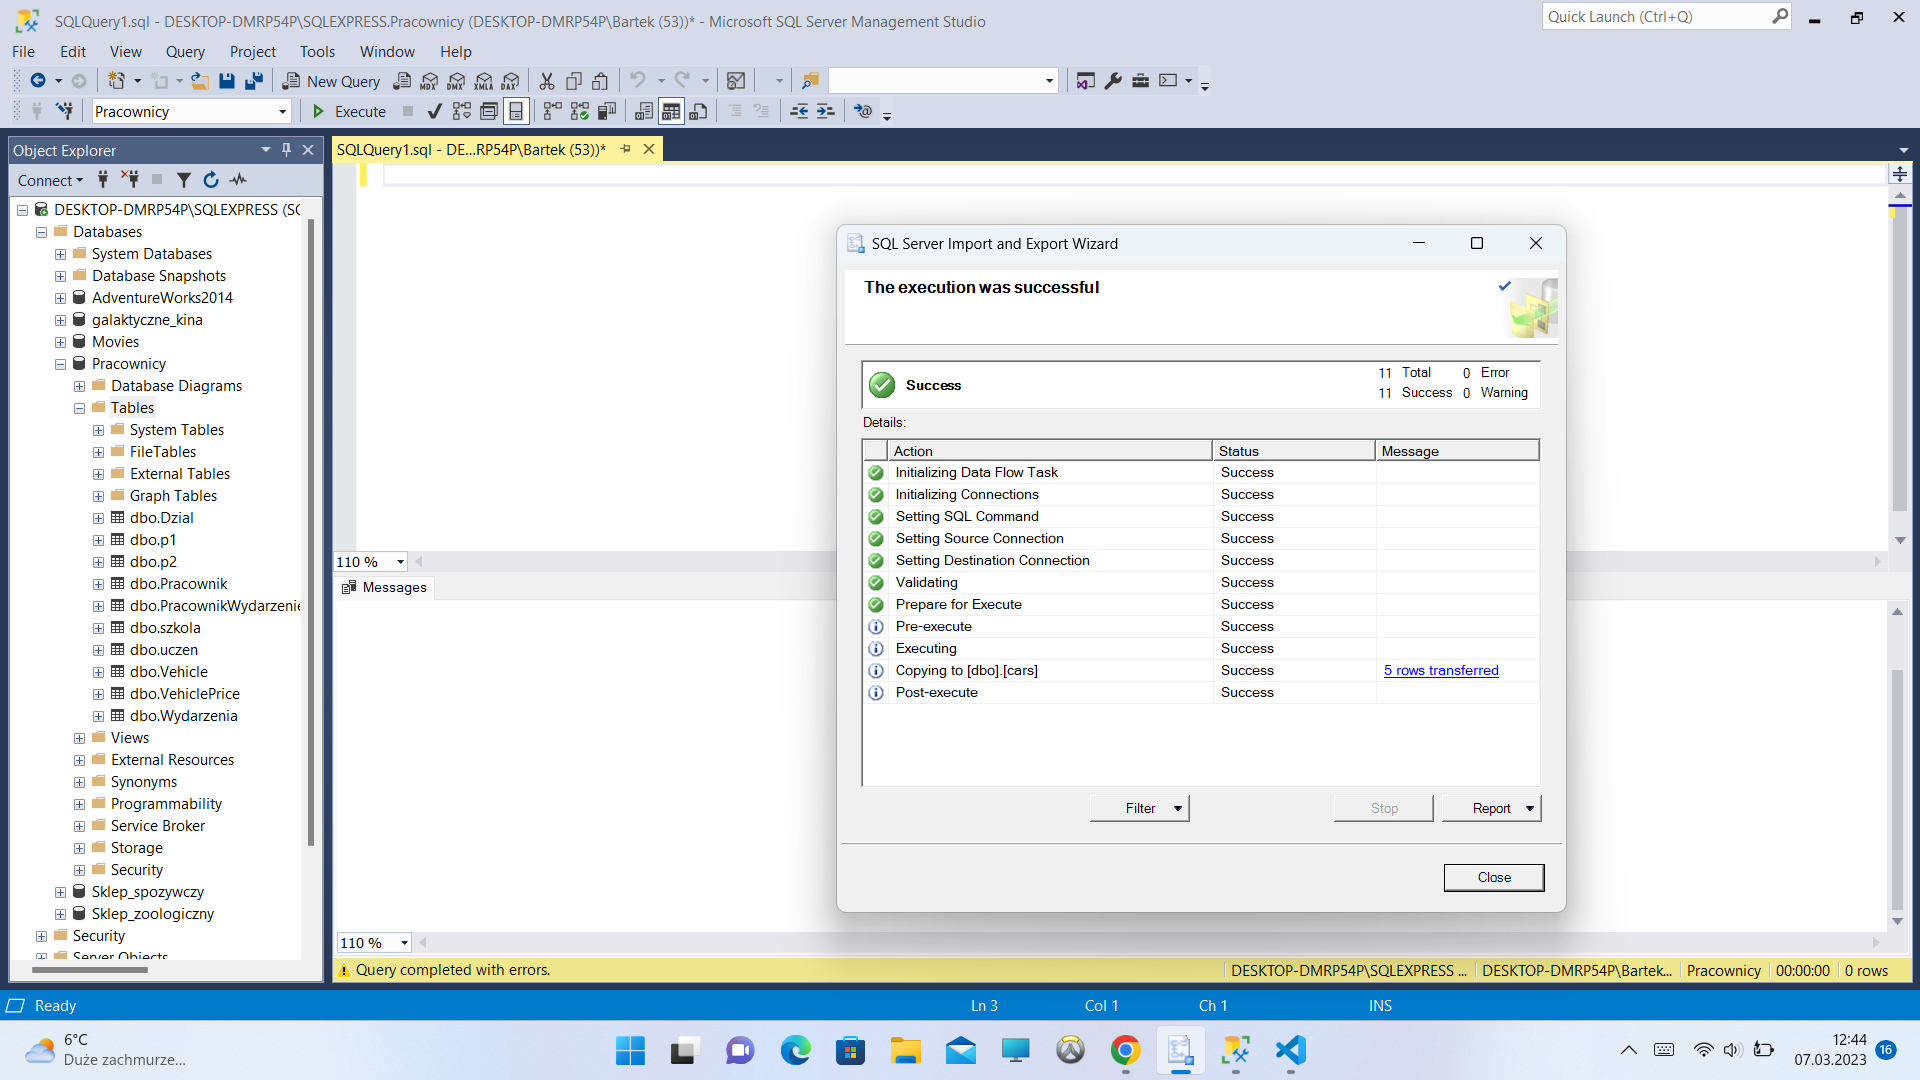 SQLQuery1.sql - DESKTOP-DMRP54P\SQLEXPRESS.Pracownicy (DESKTOP-DMRP54P\Bartek (53))* - Microsoft SQL Server Management Studio
Quick Launch (Ctrl+Q)
File Edit View Query Project Tools Window Help
New Query MDX DMX XMLA DAX
Pracownicy Execute
Object Explorer
SQLQuery1.sql - DE...RP54P\Bartek (53))*
Connect
DESKTOP-DMRP54P\SQLEXPRESS (SQ
Databases
System Databases
Database Snapshots
AdventureWorks2014
galaktyczne_kina
Movies
Pracownicy
Database Diagrams
Tables
System Tables
FileTables
External Tables
Graph Tables
dbo.Dzial
dbo.p1
dbo.p2
dbo.Pracownik
dbo.PracownikWydarzenie
dbo.szkola
dbo.uczen
dbo.Vehicle
dbo.VehiclePrice
dbo.Wydarzenia
Views
External Resources
Synonyms
Programmability
Service Broker
Storage
Security
Sklep_spozywczy
Sklep_zoologiczny
Security
Server Objects
110 %
Messages
110 %
SQL Server Import and Export Wizard
The execution was successful
Success
11 Total 0 Error
11 Success 0 Warning
Details:
Action Status Message
Initializing Data Flow Task Success
Initializing Connections Success
Setting SQL Command Success
Setting Source Connection Success
Setting Destination Connection Success
Validating Success
Prepare for Execute Success
Pre-execute Success
Executing Success
Copying to [dbo].[cars] Success 5 rows transferred
Post-execute Success
Filter Stop Report
Close
Query completed with errors. DESKTOP-DMRP54P\SQLEXPRESS ... DESKTOP-DMRP54P\Bartek... Pracownicy 00:00:00 0 rows
Ready Ln 3 Col 1 Ch 1 INS
6°C
Duże zachmurze...
12:44
07.03.2023
16